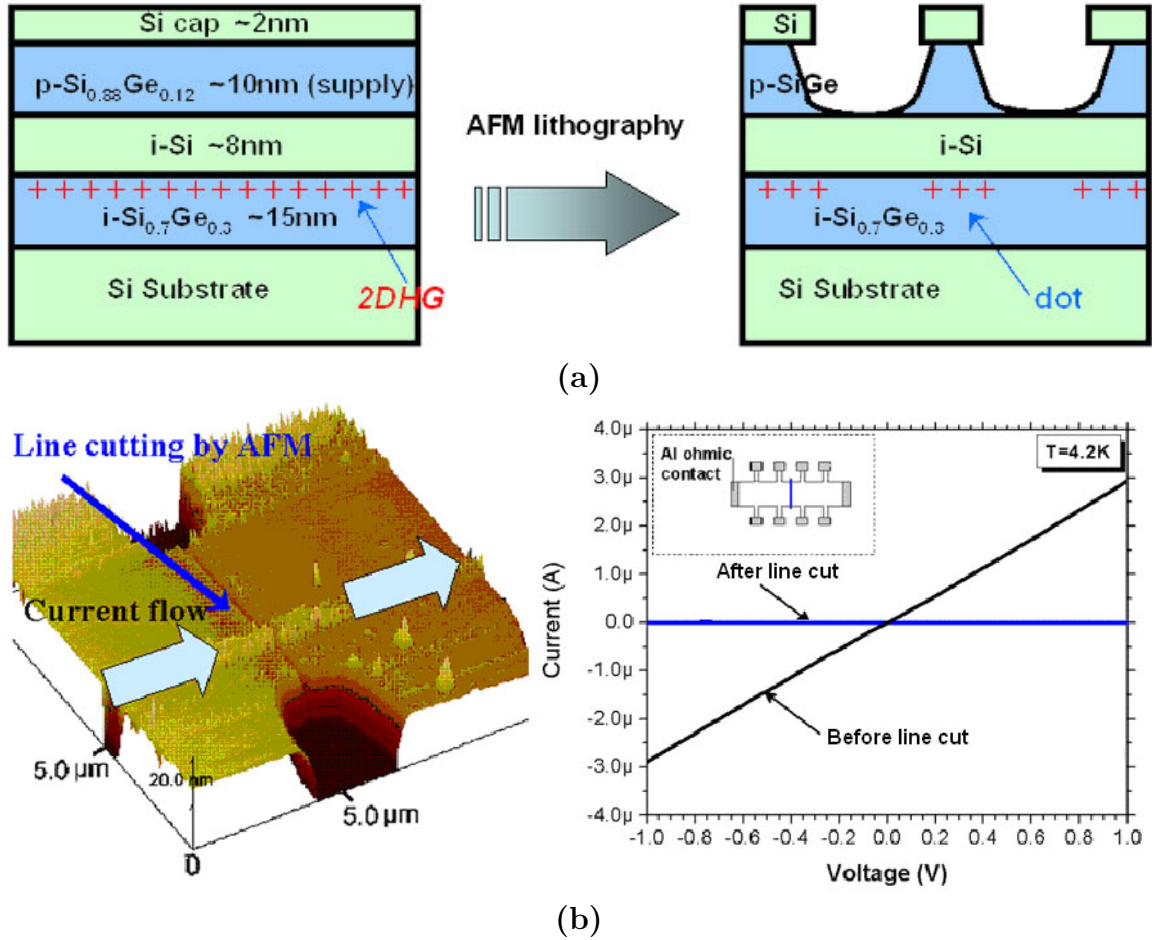 Si cap ~2nm
p-Si0.88Ge0.12 ~10nm (supply)
i-Si ~8nm
i-Si0.7Ge0.3 ~15nm
Si Substrate
2DHG
AFM lithography
Si
p-SiGe
i-Si
i-Si0.7Ge0.3
Si Substrate
dot
(a)
Line cutting by AFM
Current flow
5.0 µm
20.0 nm
5.0 µm
0
Current (A)
4.0µ
3.0µ
2.0µ
1.0µ
0.0
-1.0µ
-2.0µ
-3.0µ
-4.0µ
Al ohmic
contact
T=4.2K
After line cut
Before line cut
-1.0 -0.8 -0.6 -0.4 -0.2 0.0 0.2 0.4 0.6 0.8 1.0
Voltage (V)
(b)